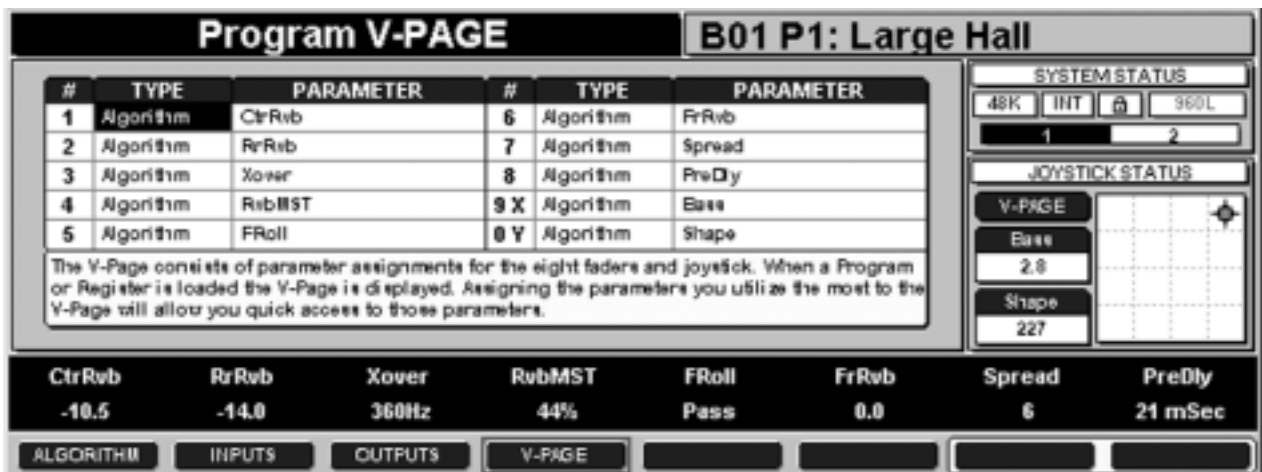 Program V-PAGE
B01 P1: Large Hall
# TYPE PARAMETER # TYPE PARAMETER
1 Algorithm CtrRvb 6 Algorithm FrRvb
2 Algorithm RrRvb 7 Algorithm Spread
3 Algorithm Xover 8 Algorithm PreDly
4 Algorithm RvbMST 9 X Algorithm Bass
5 Algorithm FRoll 0 Y Algorithm Shape
The V-Page consists of parameter assignments for the eight faders and joystick. When a Program
or Register is loaded the V-Page is displayed. Assigning the parameters you utilize the most to the
V-Page will allow you quick access to those parameters.
SYSTEM STATUS
48K INT 960L
1 2
JOYSTICK STATUS
V-PAGE
Bass
2.8
Shape
227
CtrRvb RrRvb Xover RvbMST FRoll FrRvb Spread PreDly
-10.5 -14.0 360Hz 44% Pass 0.0 6 21 mSec
ALGORITHM INPUTS OUTPUTS V-PAGE